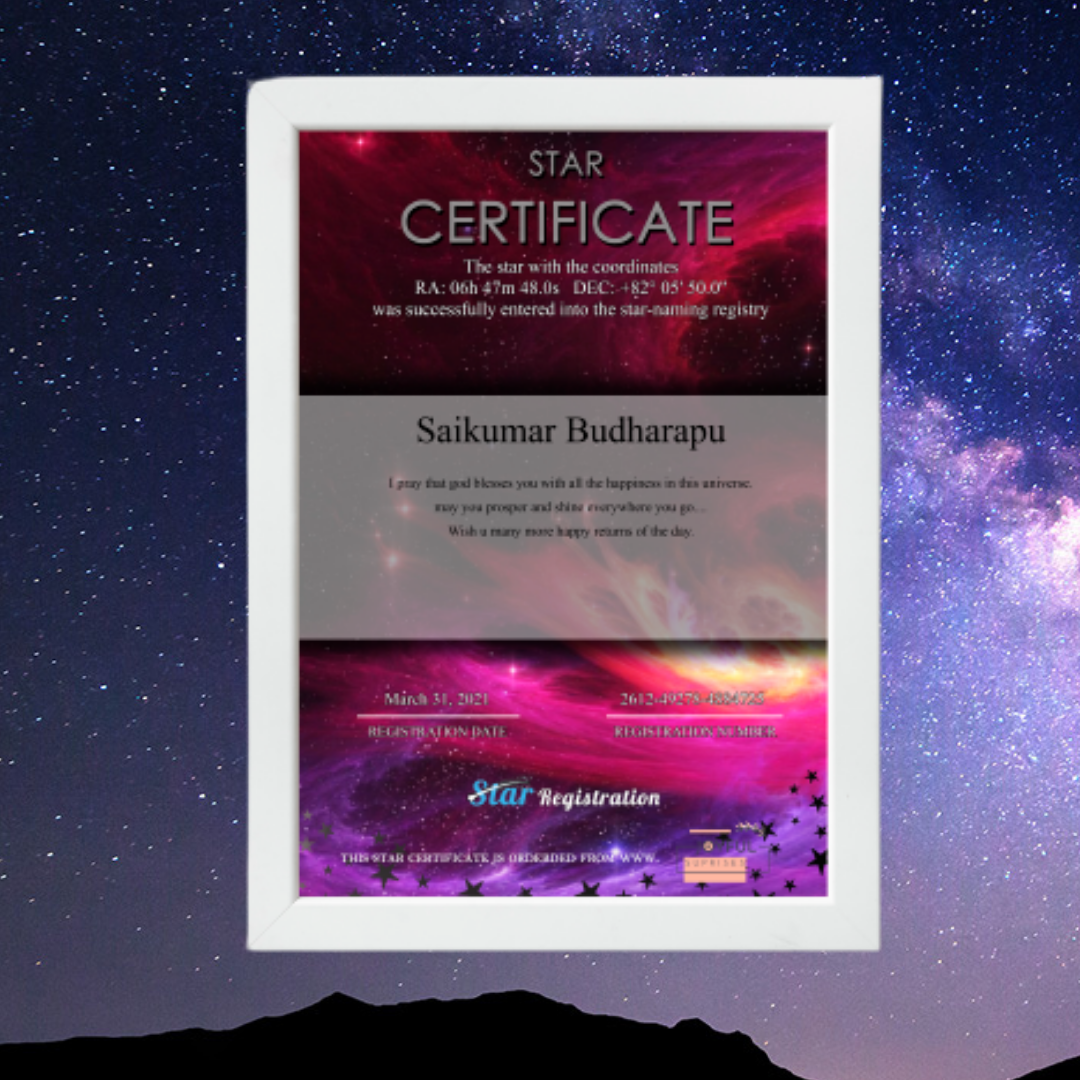 STAR
CERTIFICATE
The star with the coordinates
RA: 06h 47m 48.0s DEC: +82° 05' 50.0"
was successfully entered into the star-naming registry
Saikumar Budharapu
I pray that god blesses you with all the happiness in this universe.
may you prosper and shine everywhere you go...
Wish u many more happy returns of the day.
March 31, 2021
REGISTRATION DATE
REGISTRATION NUMBER
Star Registration
THIS STAR CERTIFICATE IS ORDERDED FROM WWW.
SUPRISES